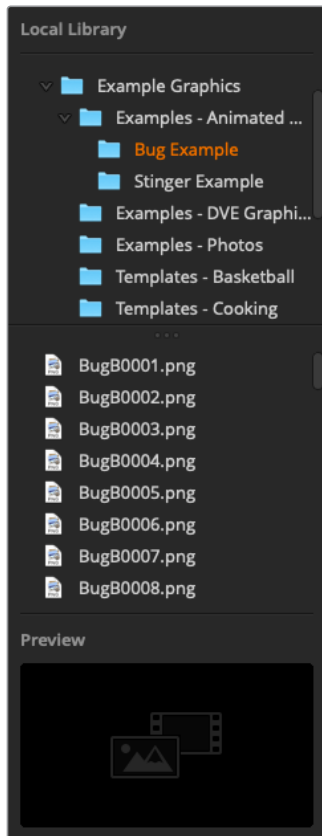 Local Library
Example Graphics
Examples - Animated ...
Bug Example
Stinger Example
Examples - DVE Graphi...
Examples - Photos
Templates - Basketball
Templates - Cooking
BugB0001.png
BugB0002.png
BugB0003.png
BugB0004.png
BugB0005.png
BugB0006.png
BugB0007.png
BugB0008.png
Preview